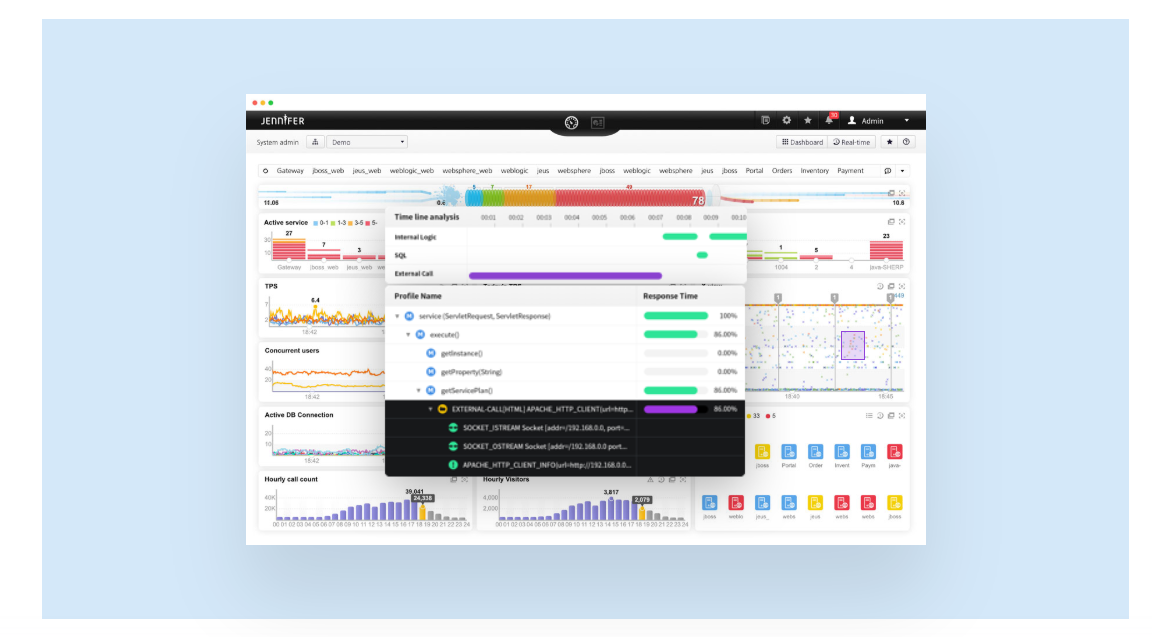 JENNIFER
30
Admin
System admin
Demo
Dashboard
Real-time
Gateway jboss_web jeus_web weblogic_web websphere_web weblogic jeus websphere jboss weblogic websphere jeus jboss Portal Orders Inventory Payment
5 7 17 49
78
11.06
0.6
10.6
Active service 0-1 1-3 3-5 5-
30
10
27
7
3
1
5
23
Gateway jboss_web jeus_web
1004 2 4 java-SHERP
Time line analysis 00:01 00:02 00:03 00:04 00:05 00:06 00:07 00:08 00:09 00:10
Internal Logic
SQL
External Call
TPS
7
2
6.4
18:42
Profile Name Response Time
service (ServletRequest, ServletResponse) 100%
execute() 86.00%
getInstance() 0.00%
getProperty(String) 0.00%
getServicePlan() 86.00%
EXTERNAL-CALL[HTML] APACHE_HTTP_CLIENT(url=http... 86.00%
SOCKET_ISTREAM Socket [addr=/192.168.0.0, port=...
SOCKET_OSTREAM Socket [addr=/192.168.0.0 port...
APACHE_HTTP_CLIENT_INFO(url=http://192.168.0.0...
449
1 1 1
18:40 18:45
Concurrent users
40
20
18:42
Active DB Connection
20
10
18:42
33 5
jboss Portal Order Invent Paym java-
jboss weblo jeus_ webs jeus webs webs jboss
Hourly call count
40K
20K
39,041
24,338
00 01 02 03 04 05 06 07 08 09 10 11 12 13 14 15 16 17 18 19 20 21 22 23 24
Hourly Visitors
4,000
2,000
3,817
2,079
00 01 02 03 04 05 06 07 08 09 10 11 12 13 14 15 16 17 18 19 20 21 22 23 24